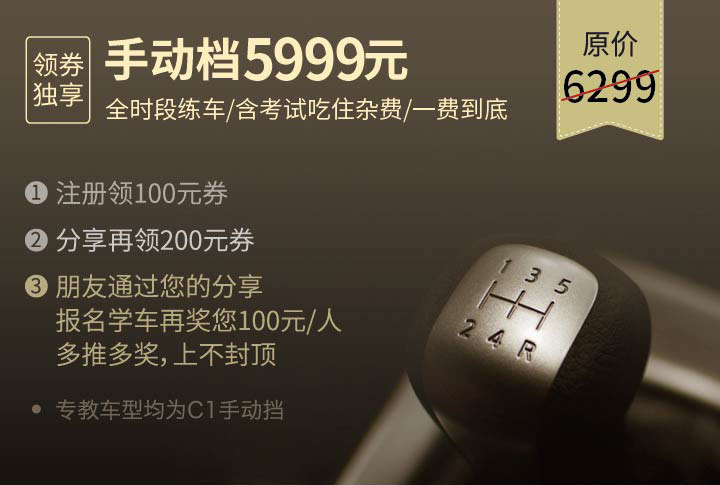 领券
独享
手动档5999元
全时段练车/含考试吃住杂费/一费到底
原价
6299
1 注册领100元券
2 分享再领200元券
3 朋友通过您的分享
报名学车再奖您100元/人
多推多奖,上不封顶
• 专教车型均为C1手动挡
1 3 5
2 4 R